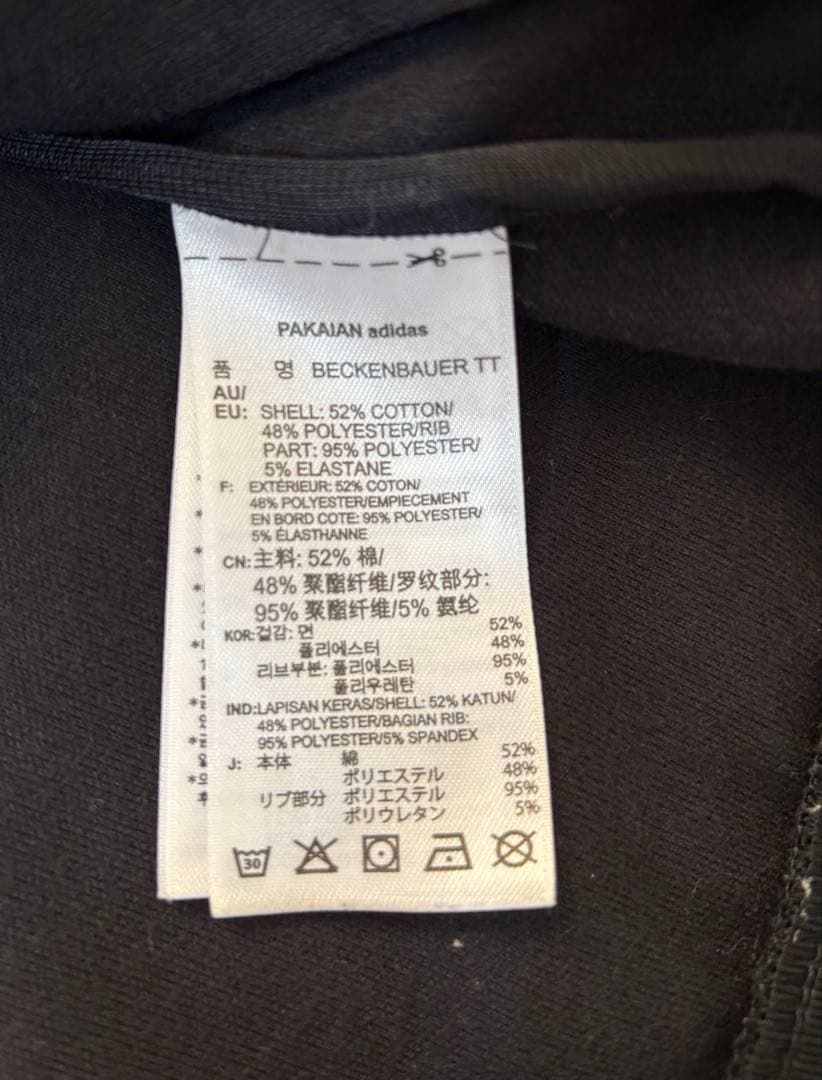 PAKAIAN adidas
품 명 BECKENBAUER TT
AU/
EU: SHELL: 52% COTTON/
48% POLYESTER/RIB
PART: 95% POLYESTER/
5% ELASTANE
F: EXTÉRIEUR: 52% COTON/
48% POLYESTER/EMPIECEMENT
EN BORD COTE: 95% POLYESTER/
5% ÉLASTHANNE
CN:主料: 52% 棉/
48% 聚酯纤维/罗纹部分:
95% 聚酯纤维/5% 氨纶
KOR:겉감: 면 52%
폴리에스터 48%
리브부분: 폴리에스터 95%
폴리우레탄 5%
IND:LAPISAN KERAS/SHELL: 52% KATUN/
48% POLYESTER/BAGIAN RIB:
95% POLYESTER/5% SPANDEX
J: 本体 綿 52%
ポリエステル 48%
リブ部分 ポリエステル 95%
ポリウレタン 5%
30